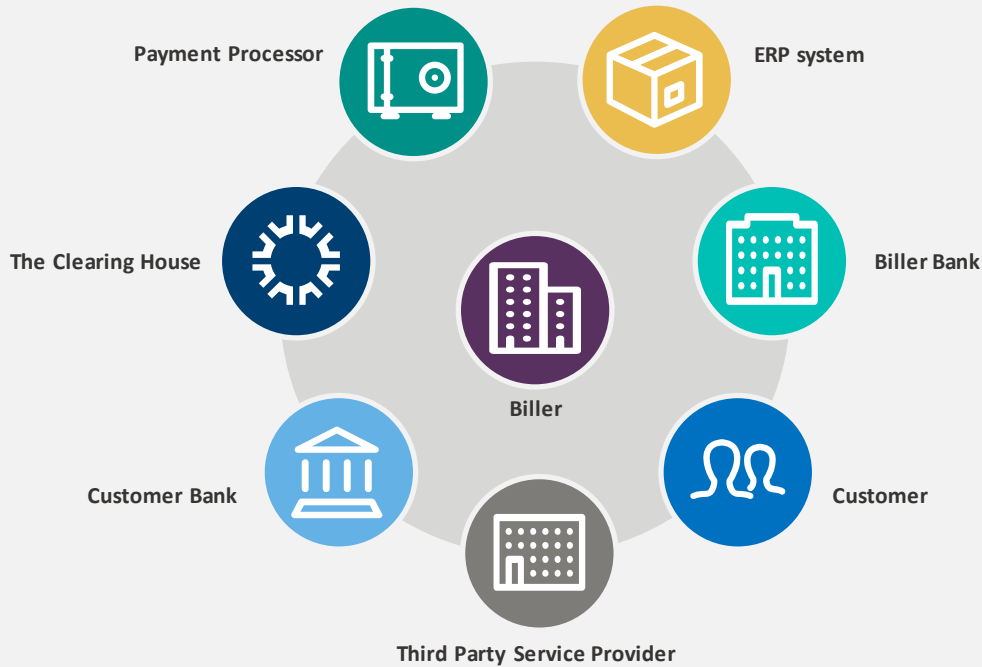 Payment Processor
ERP system
The Clearing House
Biller Bank
Biller
Customer Bank
Customer
Third Party Service Provider